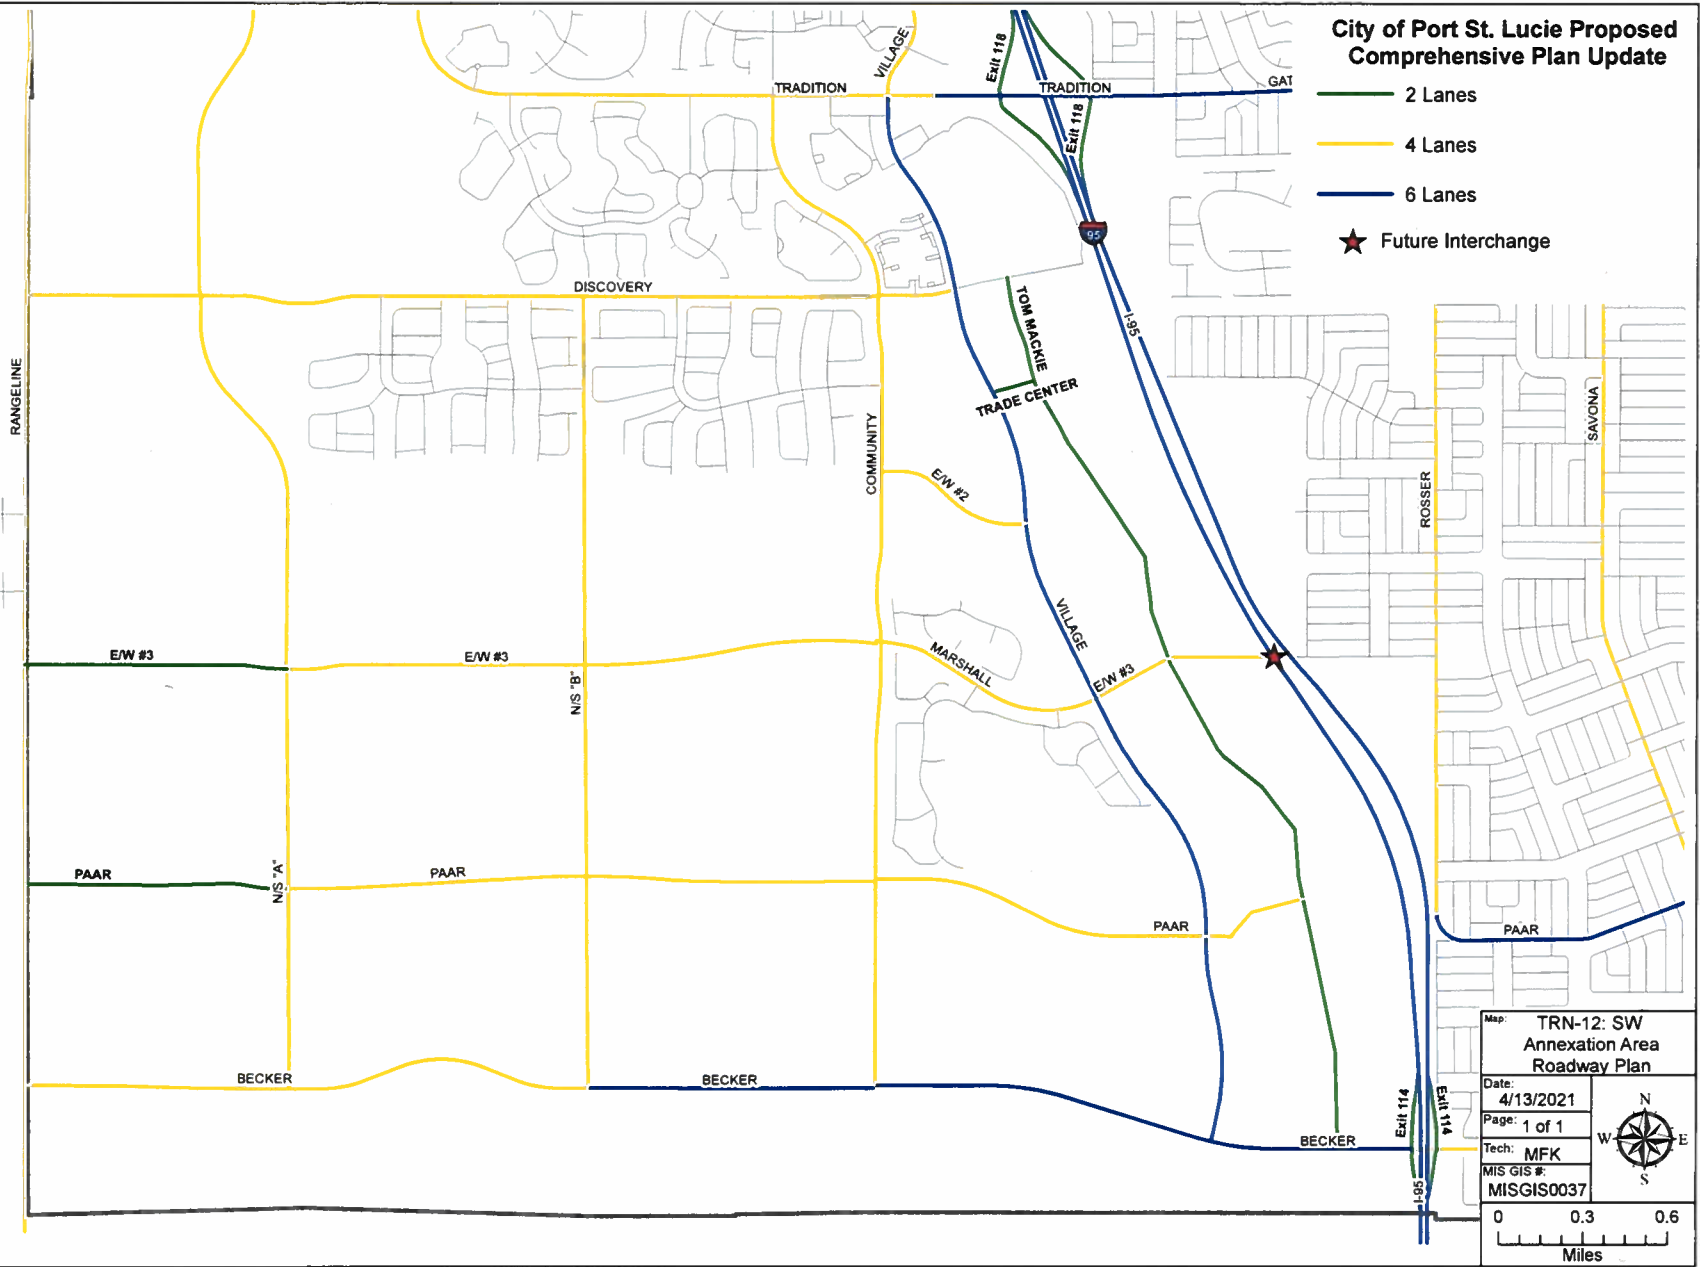 City of Port St. Lucie Proposed
Comprehensive Plan Update
2 Lanes
4 Lanes
6 Lanes
Future Interchange
VILLAGE
Exit 118
TRADITION
TRADITION
GAT
Exit 118
95
DISCOVERY
TOM MACKIE
I-95
RANGELINE
TRADE CENTER
COMMUNITY
SAVONA
ROSSER
E/W #2
VILLAGE
E/W #3
E/W #3
MARSHALL
E/W #3
N/S "B"
PAAR
N/S "A"
PAAR
PAAR
PAAR
BECKER
BECKER
BECKER
Exit 114
Exit 114
I-95
Map: TRN-12: SW
Annexation Area
Roadway Plan
Date:
4/13/2021
Page: 1 of 1
Tech: MFK
MIS GIS #:
MISGIS0037
N
W E
S
0 0.3 0.6
Miles